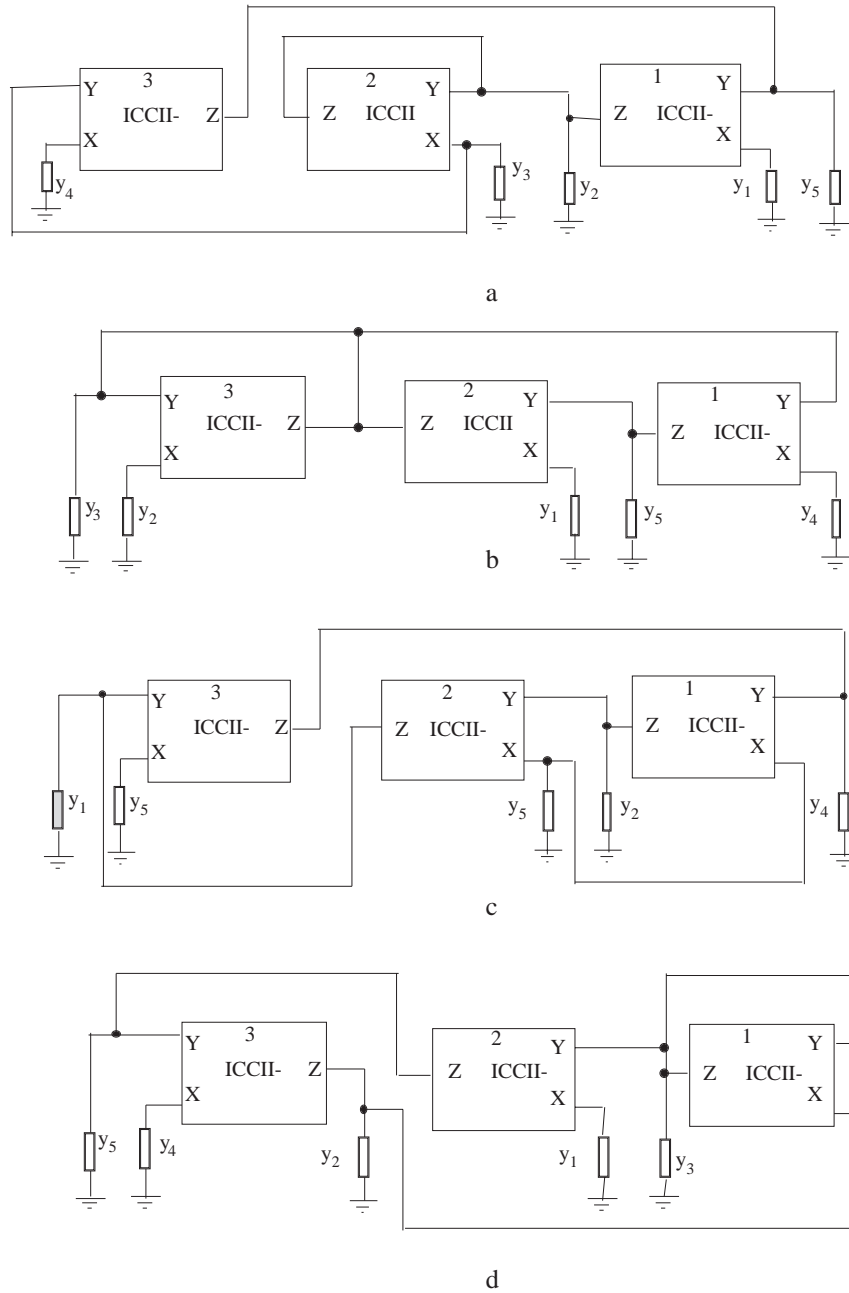 3 2 1
Y ICCII- Z Z ICCII Y Z ICCII- Y
X X X
y4 y3 y2 y1 y5
a
3 2 1
Y ICCII- Z Z ICCII Y Z ICCII- Y
X X X
y3 y2 y1 y5 y4
b
3 2 1
Y ICCII- Z Z ICCII- Y Z ICCII- Y
X X X
y1 y5 y5 y2 y4
c
3 2 1
Y ICCII- Z Z ICCII- Y Z ICCII- Y
X X X
y5 y4 y2 y1 y3
d